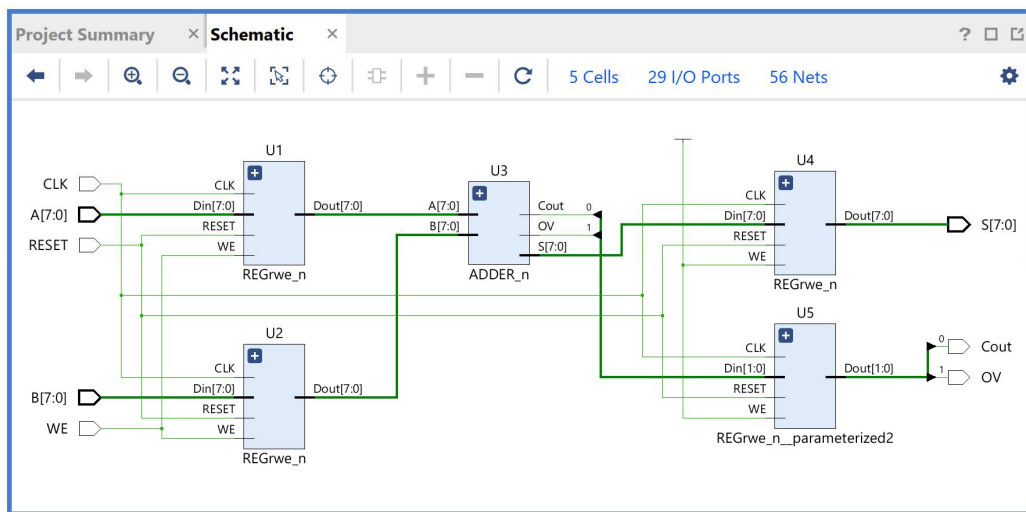 Project Summary × Schematic × ?
5 Cells 29 I/O Ports 56 Nets
CLK
A[7:0]
RESET
B[7:0]
WE
U1
CLK
Din[7:0] Dout[7:0]
RESET
WE
REGrwe_n
U2
CLK
Din[7:0] Dout[7:0]
RESET
WE
REGrwe_n
U3
A[7:0] Cout 0
B[7:0] OV 1
S[7:0]
ADDER_n
U4
CLK
Din[7:0] Dout[7:0]
RESET
WE
REGrwe_n
U5
CLK
Din[1:0] Dout[1:0]
RESET
WE
REGrwe_n__parameterized2
S[7:0]
0 Cout
1 OV